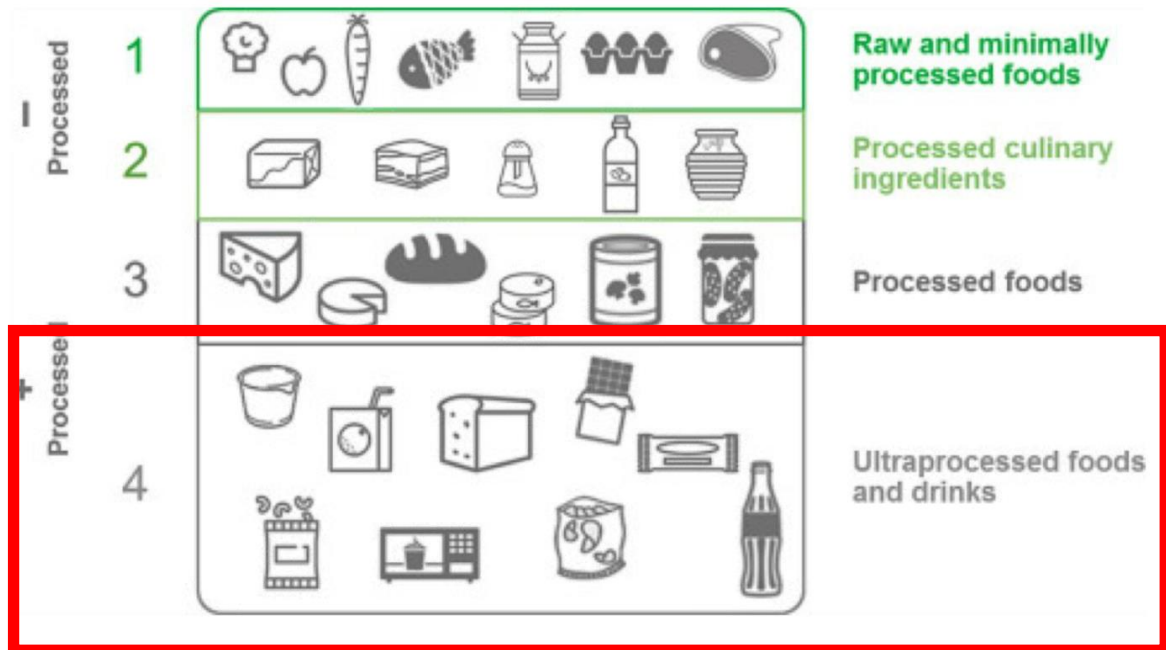 − Processed
1
Raw and minimally
processed foods
2
Processed culinary
ingredients
3
Processed foods
+ Processed
4
Ultraprocessed foods
and drinks